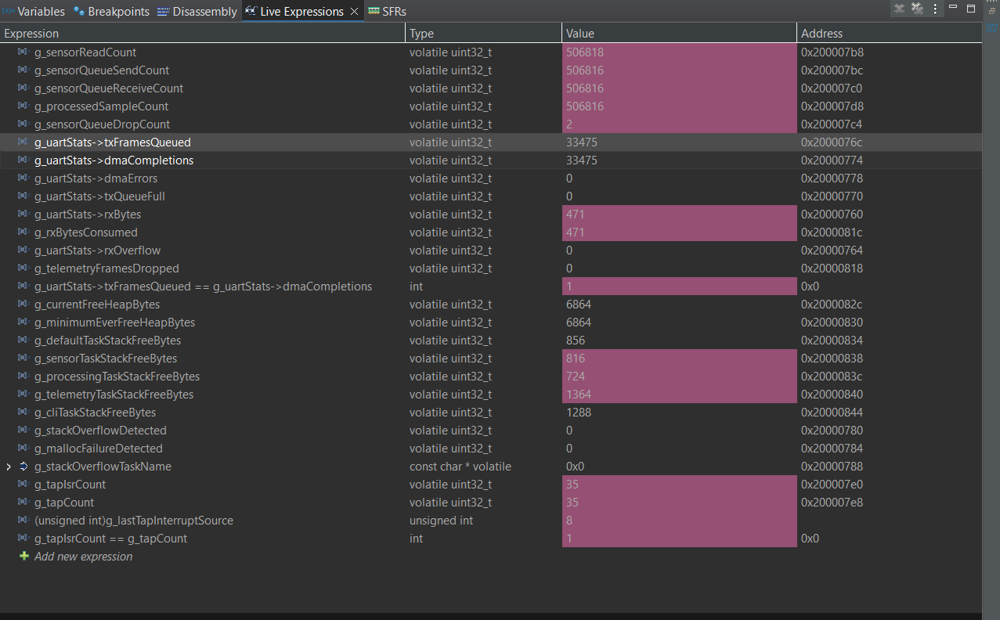 Variables Breakpoints Disassembly Live Expressions SFRs
Expression Type Value Address
g_sensorReadCount volatile uint32_t 506818 0x200007b8
g_sensorQueueSendCount volatile uint32_t 506816 0x200007bc
g_sensorQueueReceiveCount volatile uint32_t 506816 0x200007c0
g_processedSampleCount volatile uint32_t 506816 0x200007d8
g_sensorQueueDropCount volatile uint32_t 2 0x200007c4
g_uartStats->txFramesQueued volatile uint32_t 33475 0x2000076c
g_uartStats->dmaCompletions volatile uint32_t 33475 0x20000774
g_uartStats->dmaErrors volatile uint32_t 0 0x20000778
g_uartStats->txQueueFull volatile uint32_t 0 0x20000770
g_uartStats->rxBytes volatile uint32_t 471 0x20000760
g_rxBytesConsumed volatile uint32_t 471 0x2000081c
g_uartStats->rxOverflow volatile uint32_t 0 0x20000764
g_telemetryFramesDropped volatile uint32_t 0 0x20000818
g_uartStats->txFramesQueued == g_uartStats->dmaCompletions int 1 0x0
g_currentFreeHeapBytes volatile uint32_t 6864 0x2000082c
g_minimumEverFreeHeapBytes volatile uint32_t 6864 0x20000830
g_defaultTaskStackFreeBytes volatile uint32_t 856 0x20000834
g_sensorTaskStackFreeBytes volatile uint32_t 816 0x20000838
g_processingTaskStackFreeBytes volatile uint32_t 724 0x2000083c
g_telemetryTaskStackFreeBytes volatile uint32_t 1364 0x20000840
g_cliTaskStackFreeBytes volatile uint32_t 1288 0x20000844
g_stackOverflowDetected volatile uint32_t 0 0x20000780
g_mallocFailureDetected volatile uint32_t 0 0x20000784
g_stackOverflowTaskName const char * volatile 0x0 0x20000788
g_tapIsrCount volatile uint32_t 35 0x200007e0
g_tapCount volatile uint32_t 35 0x200007e8
(unsigned int)g_lastTapInterruptSource unsigned int 8
g_tapIsrCount == g_tapCount int 1 0x0
Add new expression